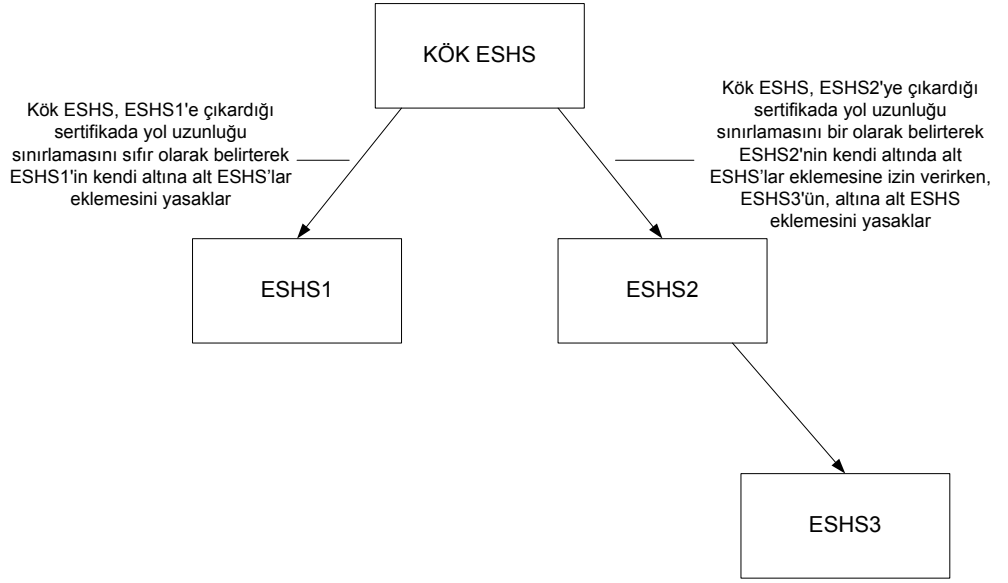 KÖK ESHS
Kök ESHS, ESHS1'e çıkardığı
sertifikada yol uzunluğu
sınırlamasını sıfır olarak belirterek
ESHS1'in kendi altına alt ESHS’lar
eklemesini yasaklar
Kök ESHS, ESHS2'ye çıkardığı
sertifikada yol uzunluğu
sınırlamasını bir olarak belirterek
ESHS2'nin kendi altında alt
ESHS’lar eklemesine izin verirken,
ESHS3'ün, altına alt ESHS
eklemesini yasaklar
ESHS1
ESHS2
ESHS3